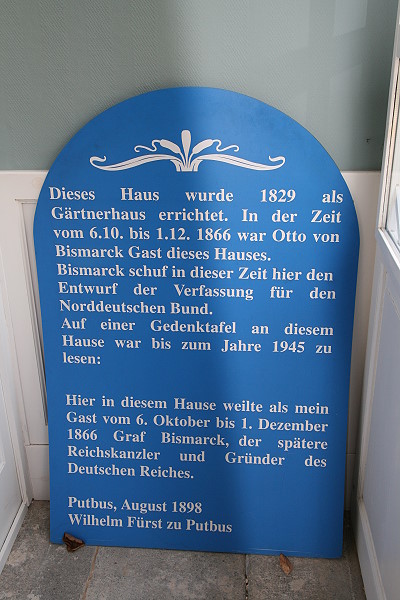 Dieses Haus wurde 1829 als
Gärtnerhaus errichtet. In der Zeit
vom 6.10. bis 1.12. 1866 war Otto von
Bismarck Gast dieses Hauses.
Bismarck schuf in dieser Zeit hier den
Entwurf der Verfassung für den
Norddeutschen Bund.
Auf einer Gedenktafel an diesem
Hause war bis zum Jahre 1945 zu
lesen:
Hier in diesem Hause weilte als mein
Gast vom 6. Oktober bis 1. Dezember
1866 Graf Bismarck, der spätere
Reichskanzler und Gründer des
Deutschen Reiches.
Putbus, August 1898
Wilhelm Fürst zu Putbus